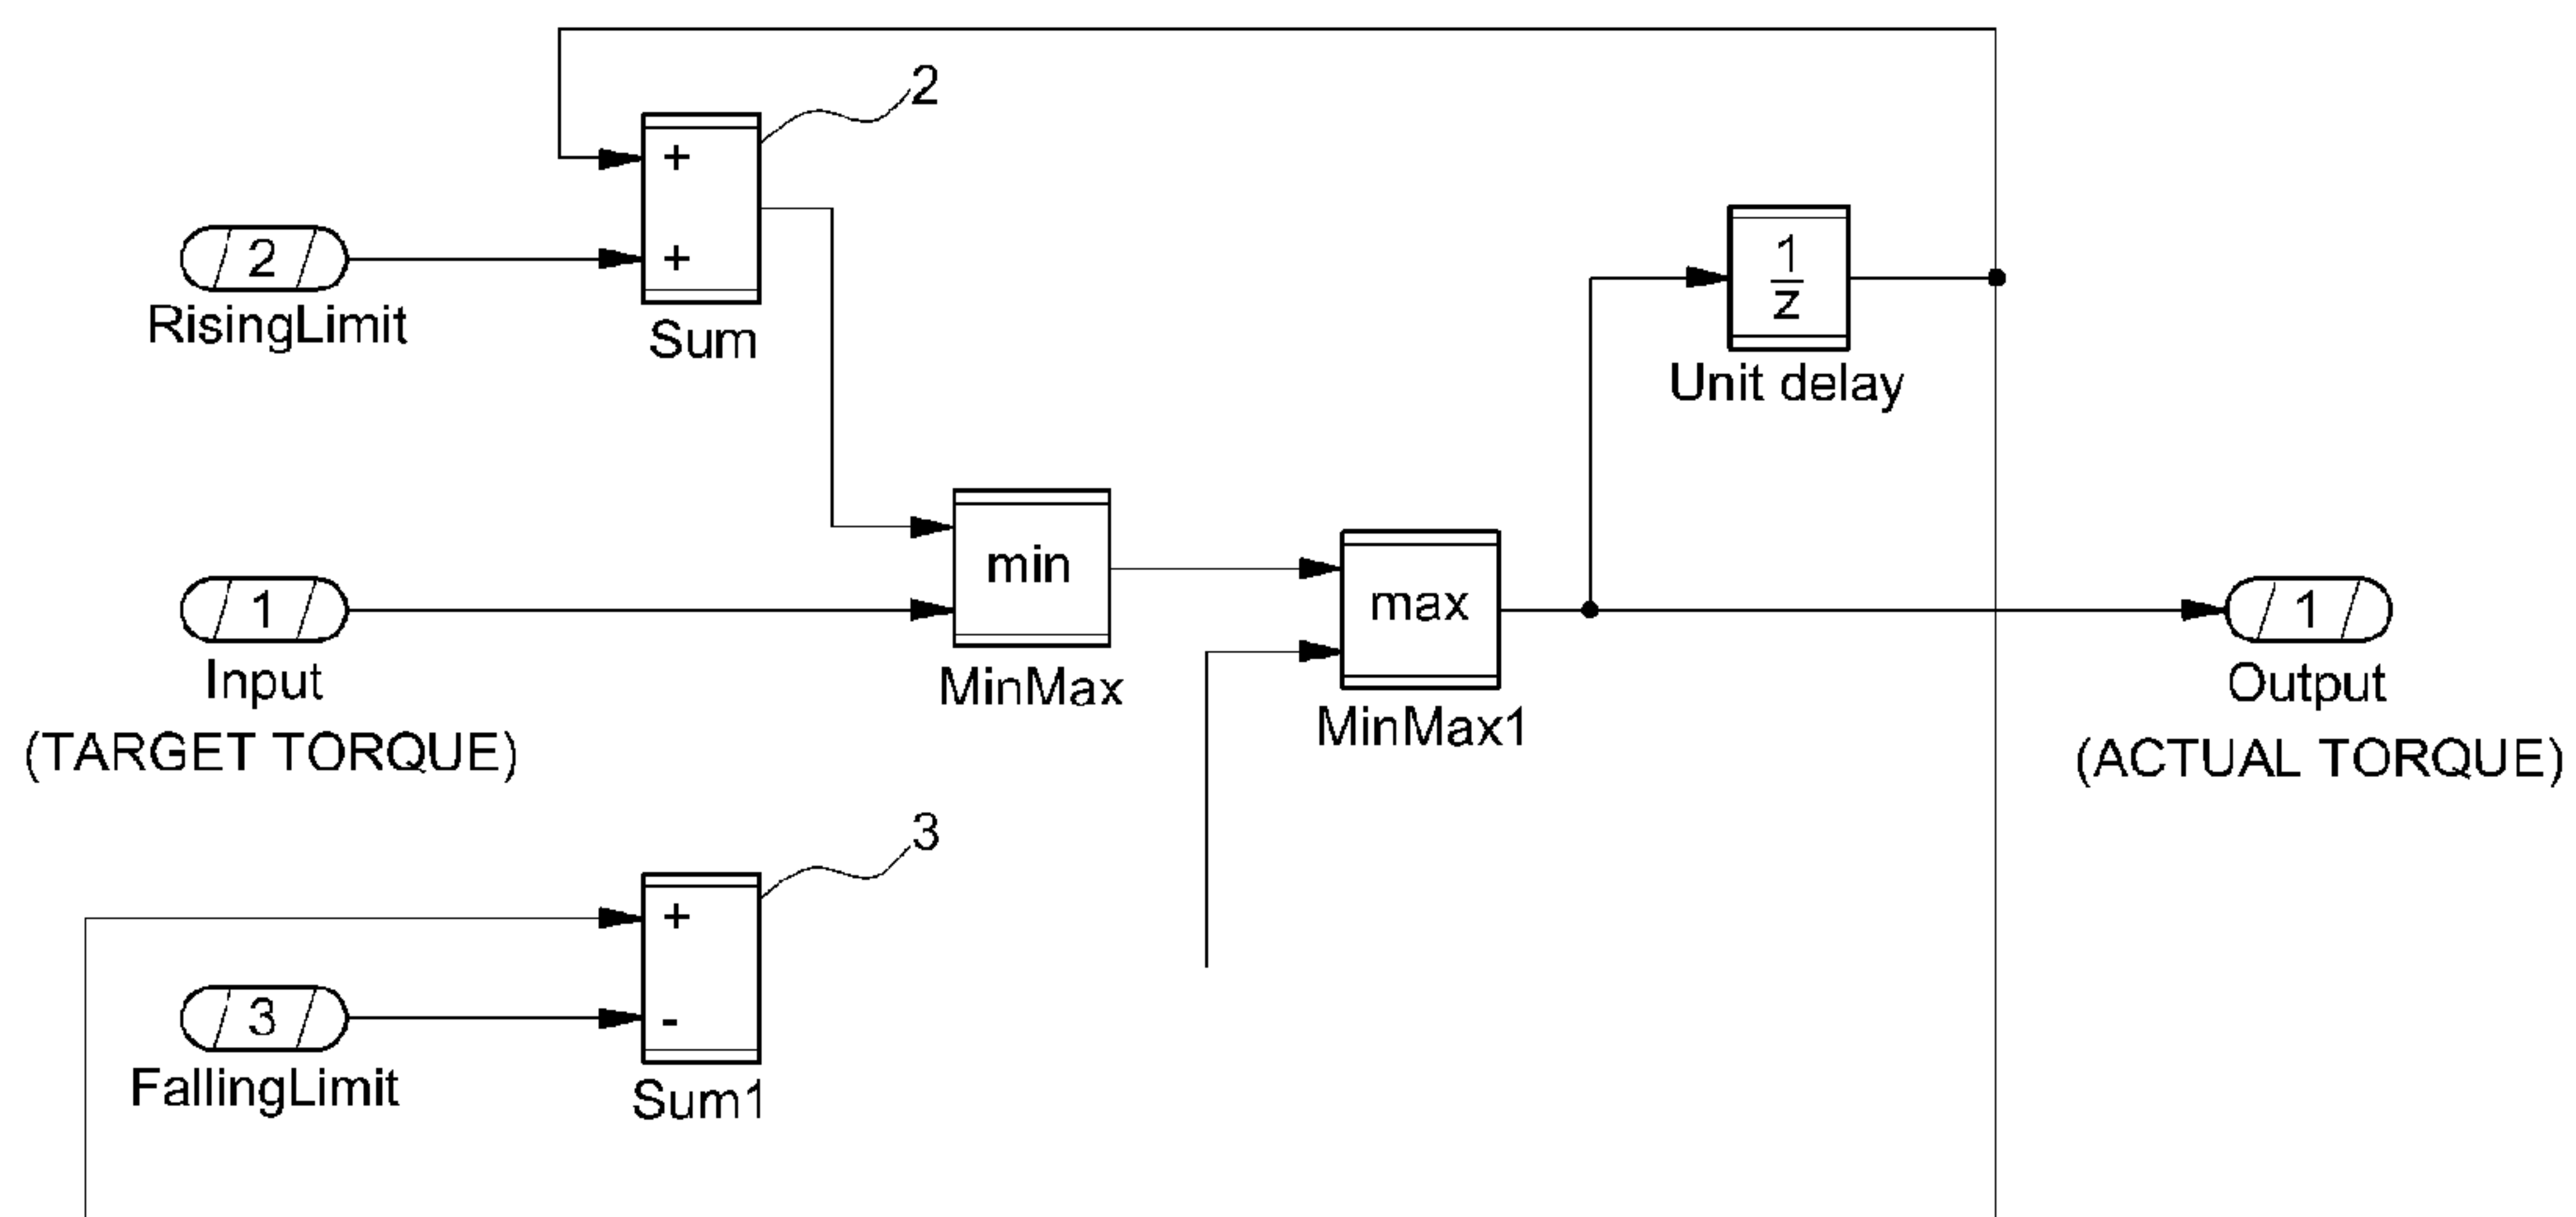 2
+
+
2
RisingLimit
Sum
1
z
Unit delay
min
MinMax
max
MinMax1
1
Input
(TARGET TORQUE)
1
Output
(ACTUAL TORQUE)
3
+
-
3
FallingLimit
Sum1